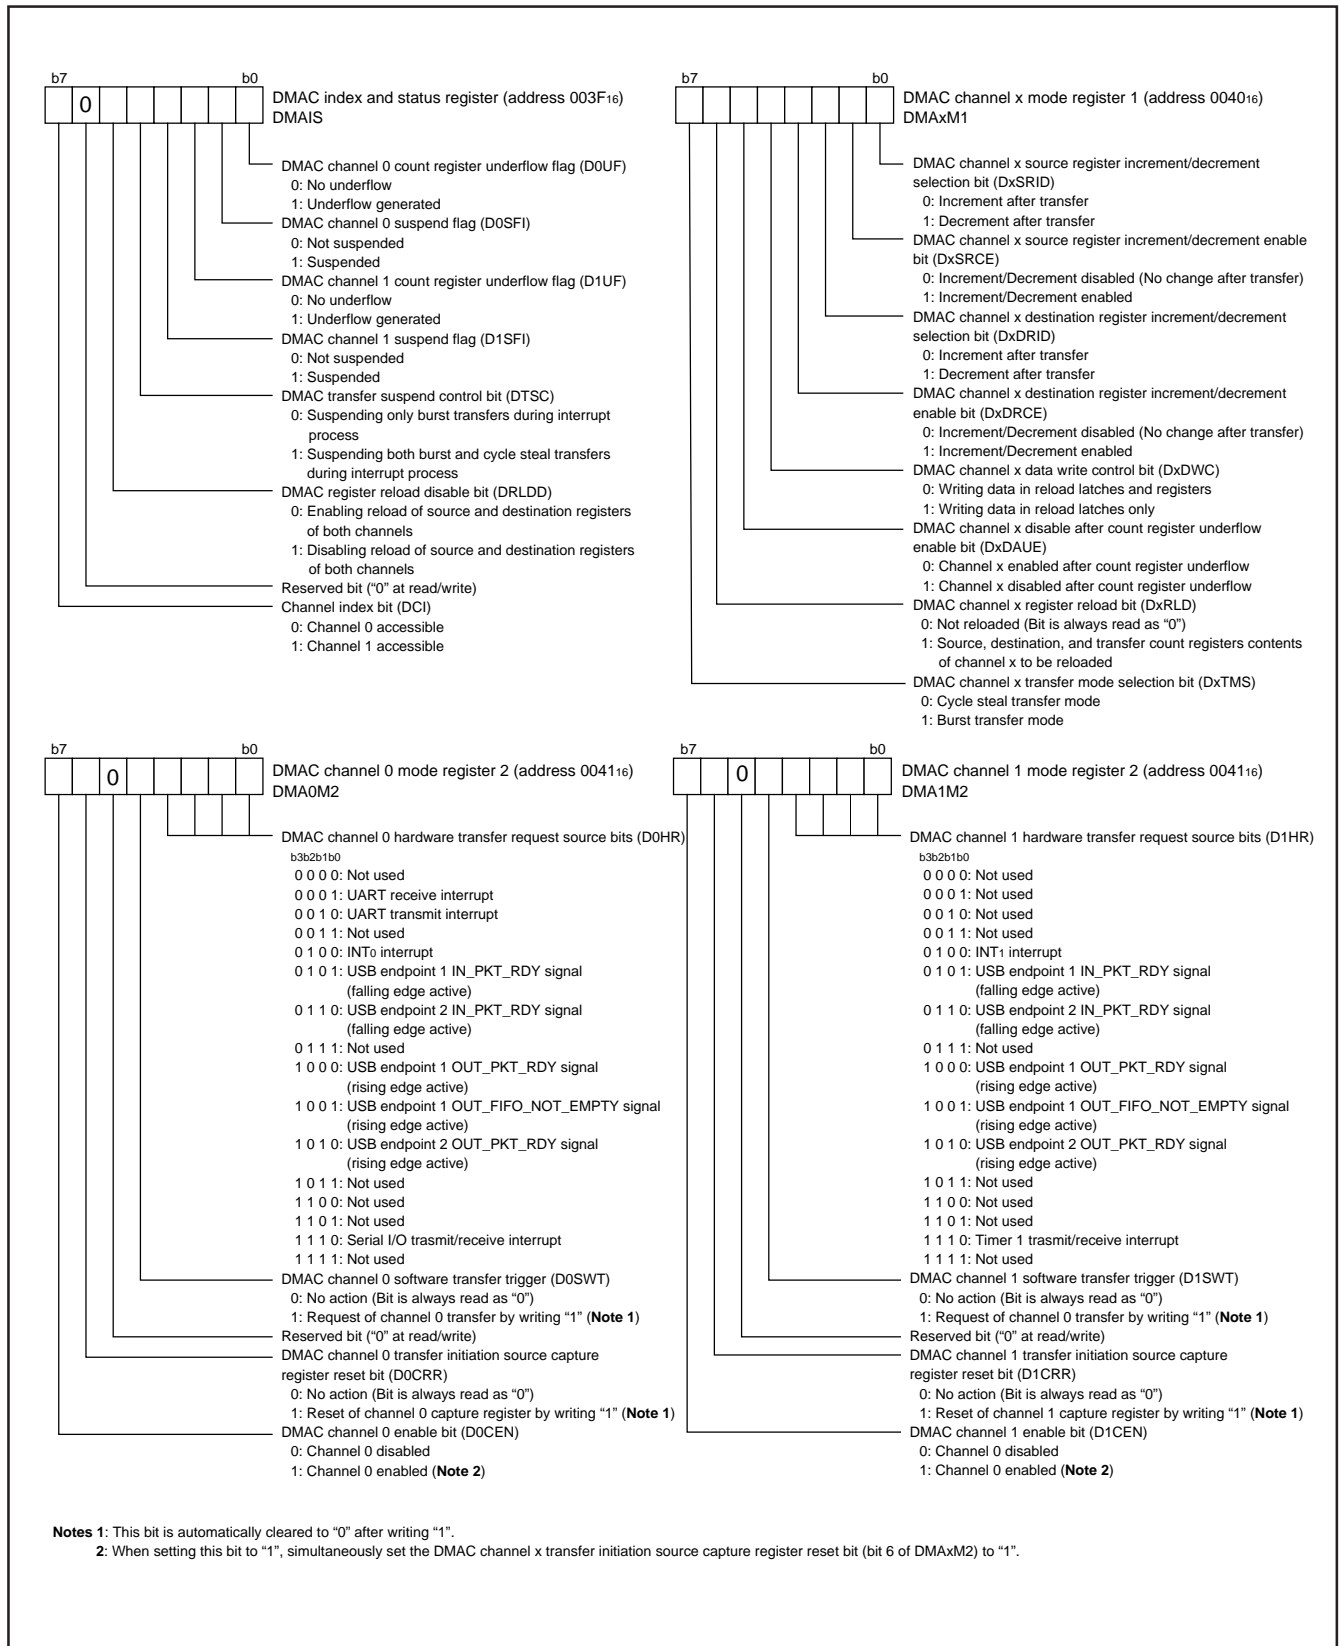 b7 b0
0
DMAC index and status register (address 003F16)
DMAIS
DMAC channel 0 count register underflow flag (D0UF)
0: No underflow
1: Underflow generated
DMAC channel 0 suspend flag (D0SFI)
0: Not suspended
1: Suspended
DMAC channel 1 count register underflow flag (D1UF)
0: No underflow
1: Underflow generated
DMAC channel 1 suspend flag (D1SFI)
0: Not suspended
1: Suspended
DMAC transfer suspend control bit (DTSC)
0: Suspending only burst transfers during interrupt
process
1: Suspending both burst and cycle steal transfers
during interrupt process
DMAC register reload disable bit (DRLDD)
0: Enabling reload of source and destination registers
of both channels
1: Disabling reload of source and destination registers
of both channels
Reserved bit (“0” at read/write)
Channel index bit (DCI)
0: Channel 0 accessible
1: Channel 1 accessible
b7 b0
DMAC channel x mode register 1 (address 004016)
DMAxM1
DMAC channel x source register increment/decrement
selection bit (DxSRID)
0: Increment after transfer
1: Decrement after transfer
DMAC channel x source register increment/decrement enable
bit (DxSRCE)
0: Increment/Decrement disabled (No change after transfer)
1: Increment/Decrement enabled
DMAC channel x destination register increment/decrement
selection bit (DxDRID)
0: Increment after transfer
1: Decrement after transfer
DMAC channel x destination register increment/decrement
enable bit (DxDRCE)
0: Increment/Decrement disabled (No change after transfer)
1: Increment/Decrement enabled
DMAC channel x data write control bit (DxDWC)
0: Writing data in reload latches and registers
1: Writing data in reload latches only
DMAC channel x disable after count register underflow
enable bit (DxDAUE)
0: Channel x enabled after count register underflow
1: Channel x disabled after count register underflow
DMAC channel x register reload bit (DxRLD)
0: Not reloaded (Bit is always read as “0”)
1: Source, destination, and transfer count registers contents
of channel x to be reloaded
DMAC channel x transfer mode selection bit (DxTMS)
0: Cycle steal transfer mode
1: Burst transfer mode
b7 b0
0
DMAC channel 0 mode register 2 (address 004116)
DMA0M2
DMAC channel 0 hardware transfer request source bits (D0HR)
b3b2b1b0
0 0 0 0: Not used
0 0 0 1: UART receive interrupt
0 0 1 0: UART transmit interrupt
0 0 1 1: Not used
0 1 0 0: INT0 interrupt
0 1 0 1: USB endpoint 1 IN_PKT_RDY signal
(falling edge active)
0 1 1 0: USB endpoint 2 IN_PKT_RDY signal
(falling edge active)
0 1 1 1: Not used
1 0 0 0: USB endpoint 1 OUT_PKT_RDY signal
(rising edge active)
1 0 0 1: USB endpoint 1 OUT_FIFO_NOT_EMPTY signal
(rising edge active)
1 0 1 0: USB endpoint 2 OUT_PKT_RDY signal
(rising edge active)
1 0 1 1: Not used
1 1 0 0: Not used
1 1 0 1: Not used
1 1 1 0: Serial I/O trasmit/receive interrupt
1 1 1 1: Not used
DMAC channel 0 software transfer trigger (D0SWT)
0: No action (Bit is always read as “0”)
1: Request of channel 0 transfer by writing “1” (Note 1)
Reserved bit (“0” at read/write)
DMAC channel 0 transfer initiation source capture
register reset bit (D0CRR)
0: No action (Bit is always read as “0”)
1: Reset of channel 0 capture register by writing “1” (Note 1)
DMAC channel 0 enable bit (D0CEN)
0: Channel 0 disabled
1: Channel 0 enabled (Note 2)
b7 b0
0
DMAC channel 1 mode register 2 (address 004116)
DMA1M2
DMAC channel 1 hardware transfer request source bits (D1HR)
b3b2b1b0
0 0 0 0: Not used
0 0 0 1: Not used
0 0 1 0: Not used
0 0 1 1: Not used
0 1 0 0: INT1 interrupt
0 1 0 1: USB endpoint 1 IN_PKT_RDY signal
(falling edge active)
0 1 1 0: USB endpoint 2 IN_PKT_RDY signal
(falling edge active)
0 1 1 1: Not used
1 0 0 0: USB endpoint 1 OUT_PKT_RDY signal
(rising edge active)
1 0 0 1: USB endpoint 1 OUT_FIFO_NOT_EMPTY signal
(rising edge active)
1 0 1 0: USB endpoint 2 OUT_PKT_RDY signal
(rising edge active)
1 0 1 1: Not used
1 1 0 0: Not used
1 1 0 1: Not used
1 1 1 0: Timer 1 trasmit/receive interrupt
1 1 1 1: Not used
DMAC channel 1 software transfer trigger (D1SWT)
0: No action (Bit is always read as “0”)
1: Request of channel 0 transfer by writing “1” (Note 1)
Reserved bit (“0” at read/write)
DMAC channel 1 transfer initiation source capture
register reset bit (D1CRR)
0: No action (Bit is always read as “0”)
1: Reset of channel 1 capture register by writing “1” (Note 1)
DMAC channel 1 enable bit (D1CEN)
0: Channel 0 disabled
1: Channel 0 enabled (Note 2)
Notes 1: This bit is automatically cleared to “0” after writing “1”.
2: When setting this bit to “1”, simultaneously set the DMAC channel x transfer initiation source capture register reset bit (bit 6 of DMAxM2) to “1”.